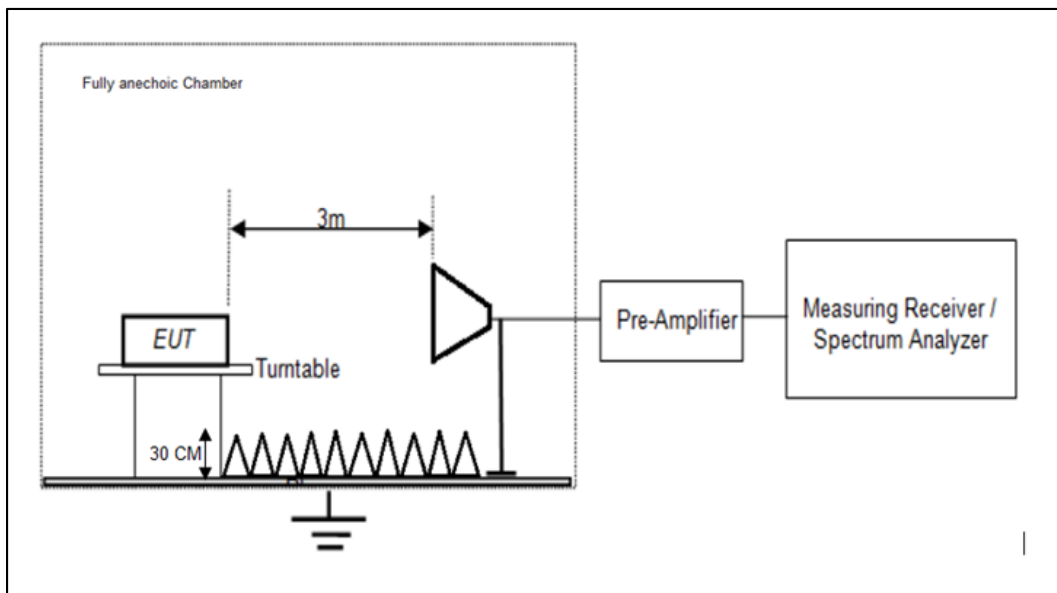 Fully anechoic Chamber
3m
EUT
Turntable
30 CM
Pre-Amplifier
Measuring Receiver /
Spectrum Analyzer